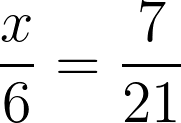 x/6 = 7/21